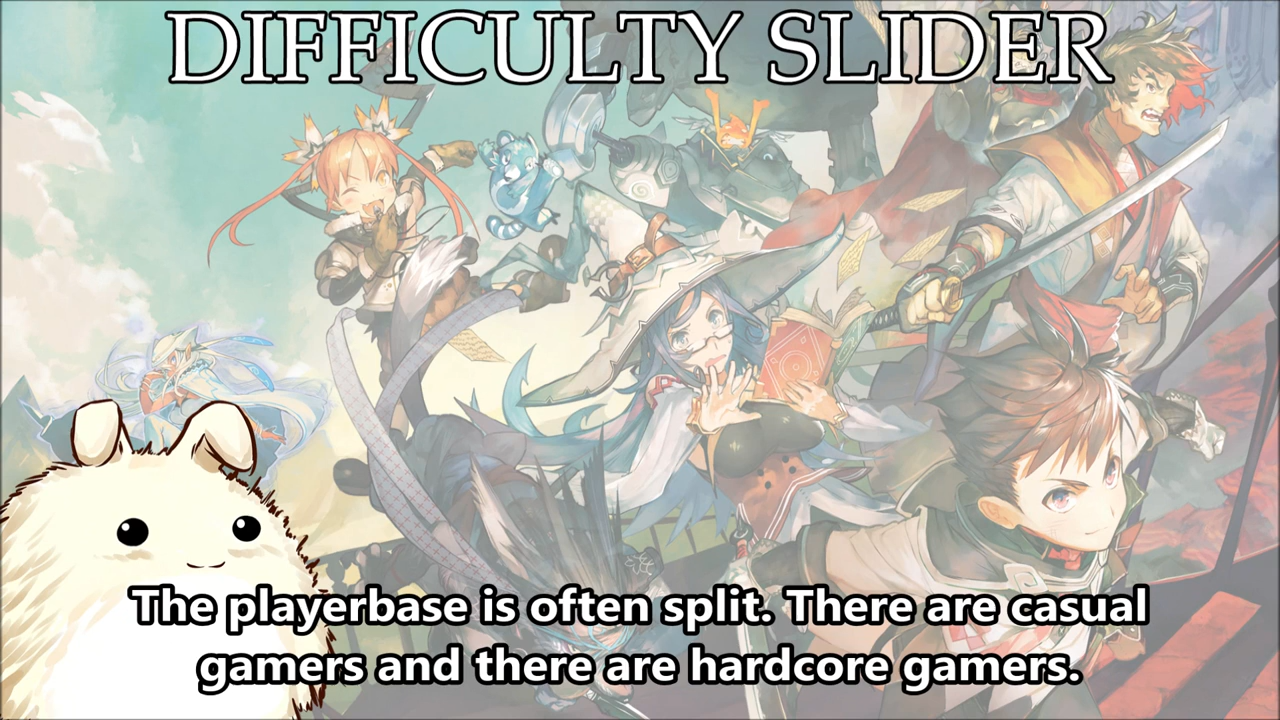 DIFFICULTY SLIDER
The playerbase is often split. There are casual
gamers and there are hardcore gamers.